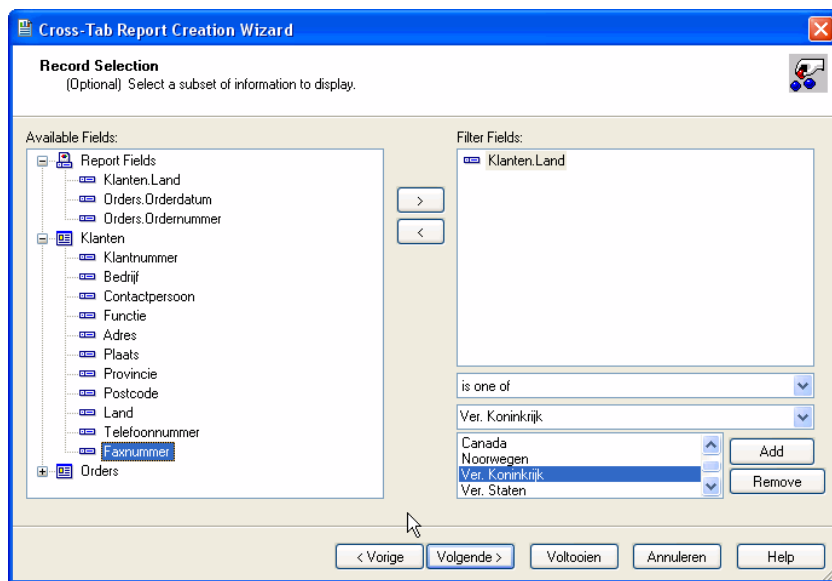 Cross-Tab Report Creation Wizard
Record Selection
(Optional) Select a subset of information to display.
Available Fields:
Report Fields
Klanten.Land
Orders.Orderdatum
Orders.Ordernummer
Klanten
Klantnummer
Bedrijf
Contactpersoon
Functie
Adres
Plaats
Provincie
Postcode
Land
Telefoonnummer
Faxnummer
Orders
>
<
Filter Fields:
Klanten.Land
is one of
Ver. Koninkrijk
Canada
Noorwegen
Ver. Koninkrijk
Ver. Staten
Add
Remove
< Vorige
Volgende >
Voltooien
Annuleren
Help